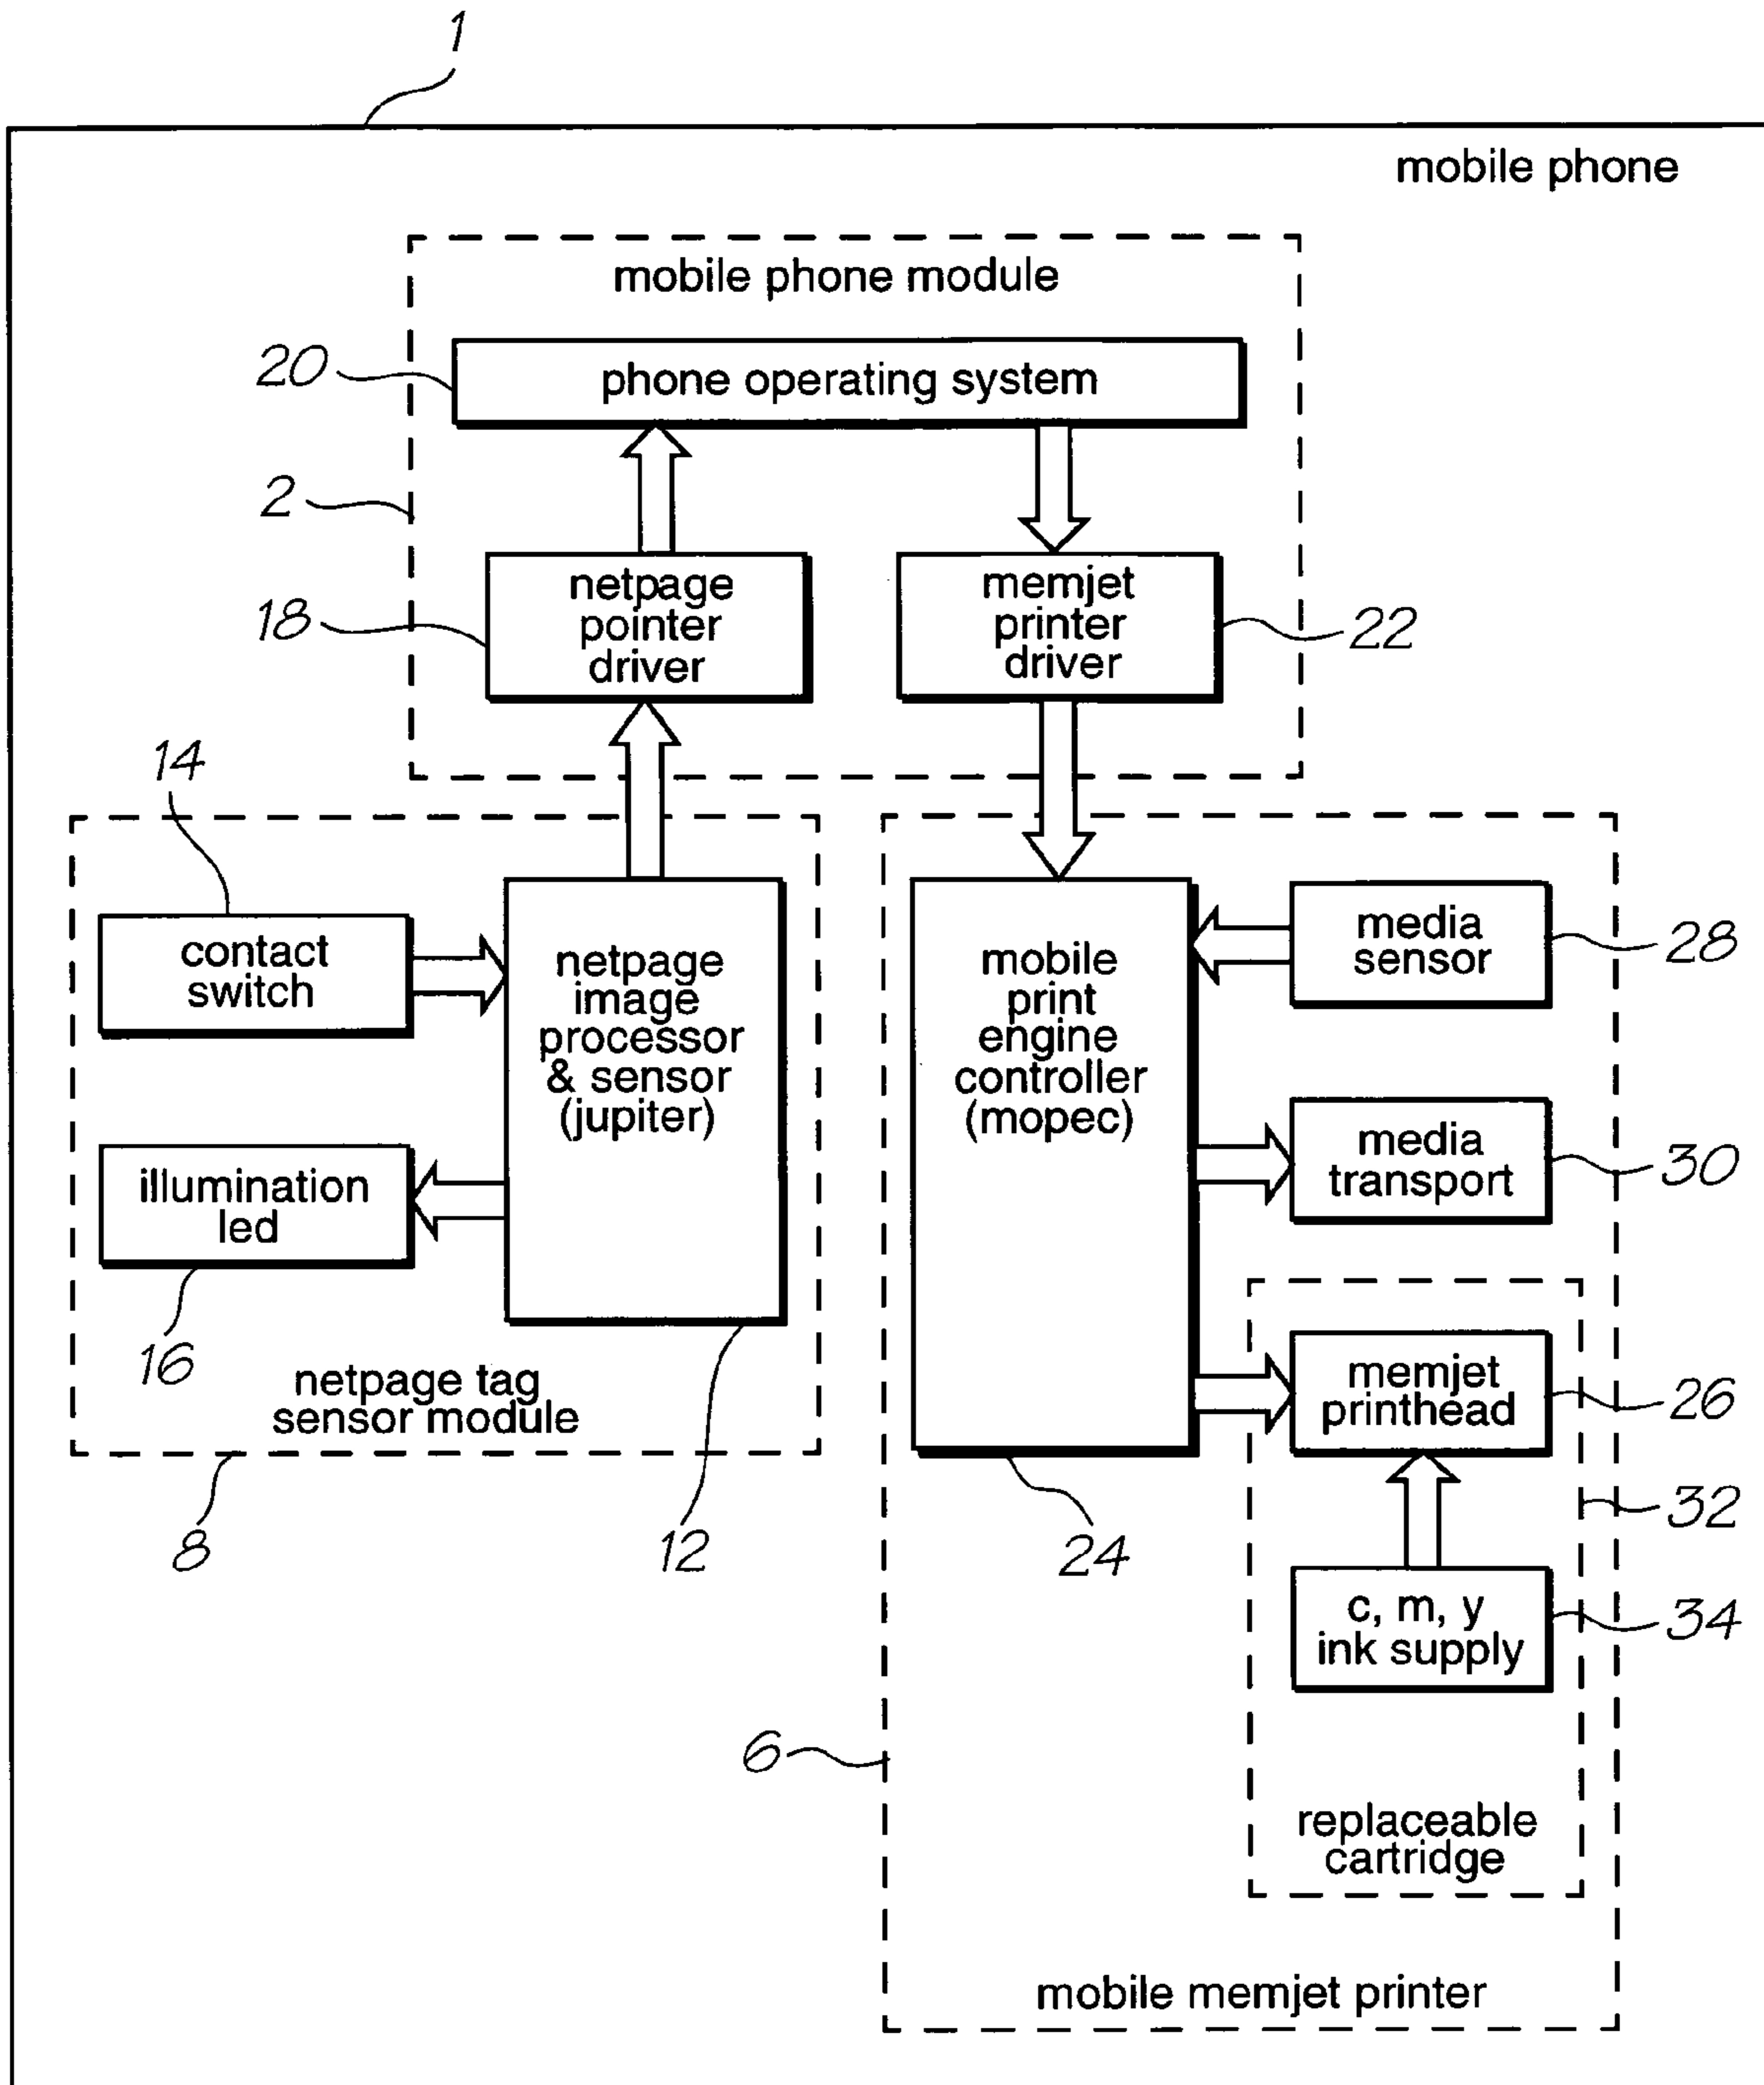 1
mobile phone
mobile phone module
20
phone operating system
2
netpage
pointer
driver
18
memjet
printer
driver
22
14
contact
switch
netpage
image
processor
& sensor
(jupiter)
illumination
led
16
netpage tag
sensor module
8
12
mobile
print
engine
controller
(mopec)
24
media
sensor
28
media
transport
30
memjet
printhead
26
32
c, m, y
ink supply
34
6
replaceable
cartridge
mobile memjet printer